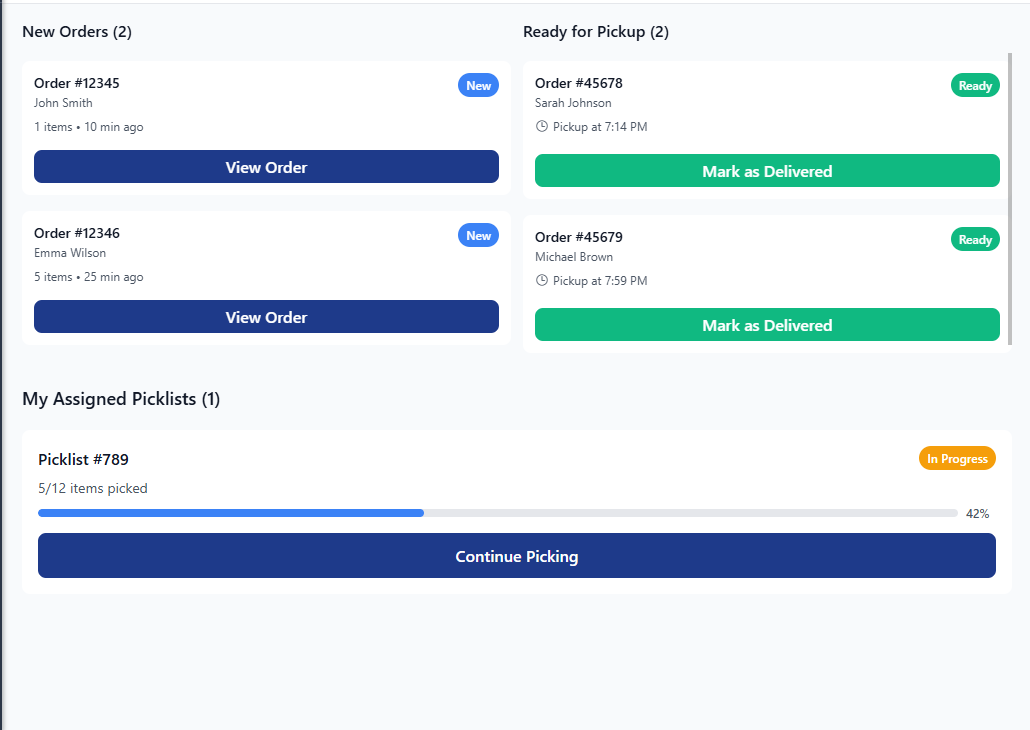 New Orders (2)
Order #12345
New
John Smith
1 items • 10 min ago
View Order
Order #12346
New
Emma Wilson
5 items • 25 min ago
View Order
Ready for Pickup (2)
Order #45678
Ready
Sarah Johnson
Pickup at 7:14 PM
Mark as Delivered
Order #45679
Ready
Michael Brown
Pickup at 7:59 PM
Mark as Delivered
My Assigned Picklists (1)
Picklist #789
In Progress
5/12 items picked
42%
Continue Picking